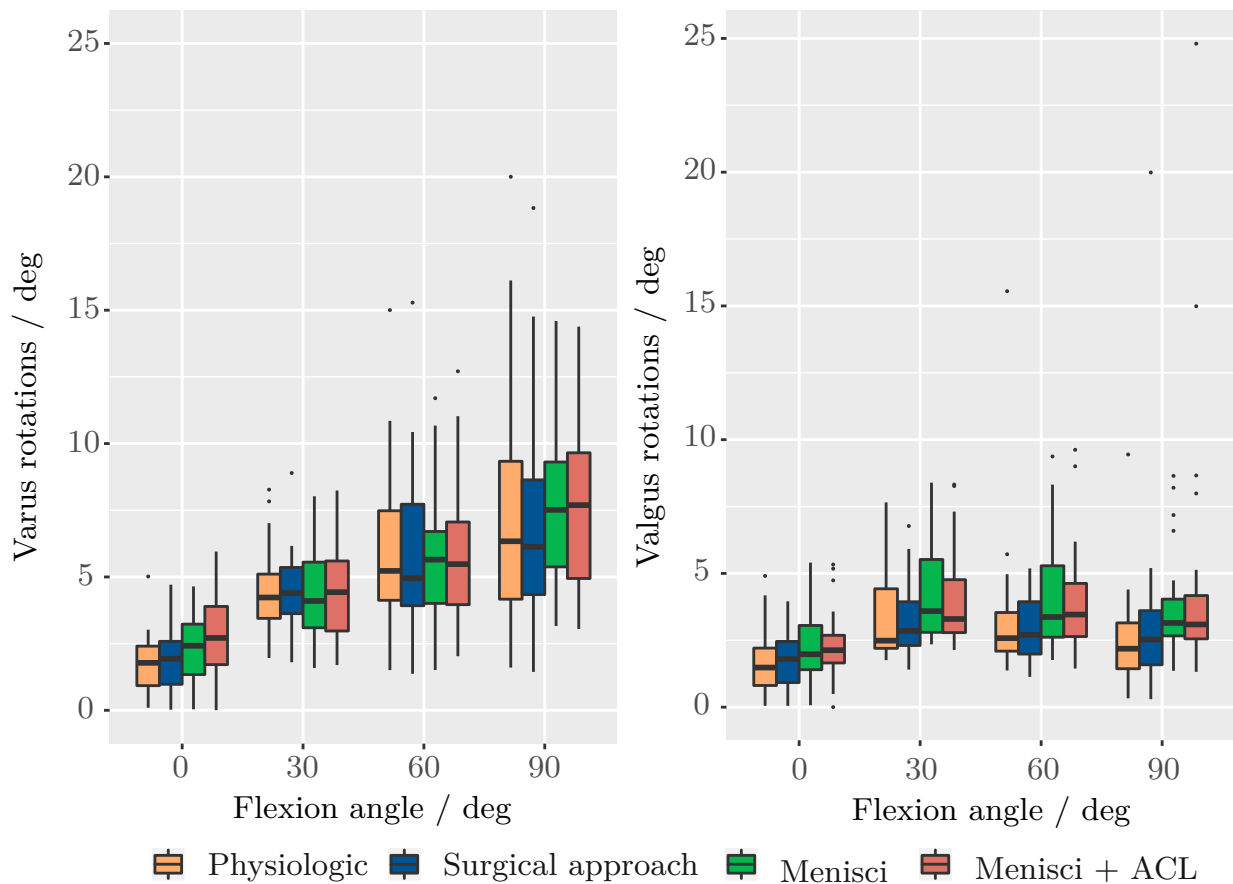 Varus rotations / deg
25
20
15
10
5
0
0 30 60 90
Flexion angle / deg
Valgus rotations / deg
25
20
15
10
5
0
0 30 60 90
Flexion angle / deg
Physiologic Surgical approach Menisci Menisci + ACL